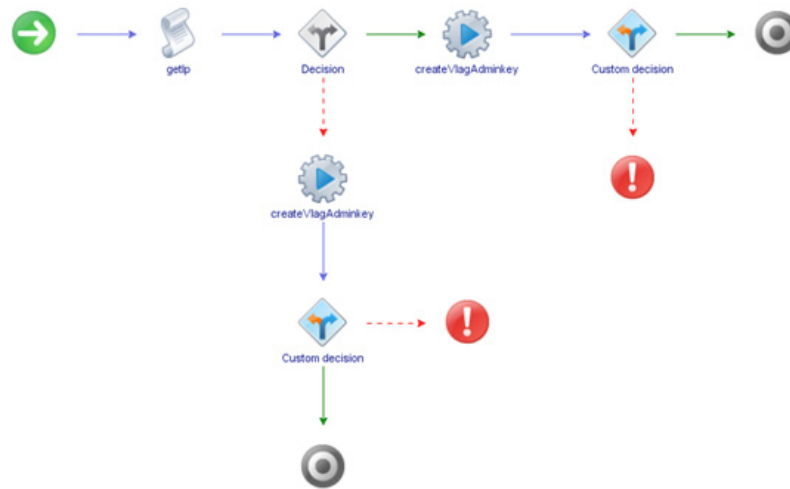 getIp
Decision
createVlagAdminkey
Custom decision
createVlagAdminkey
Custom decision